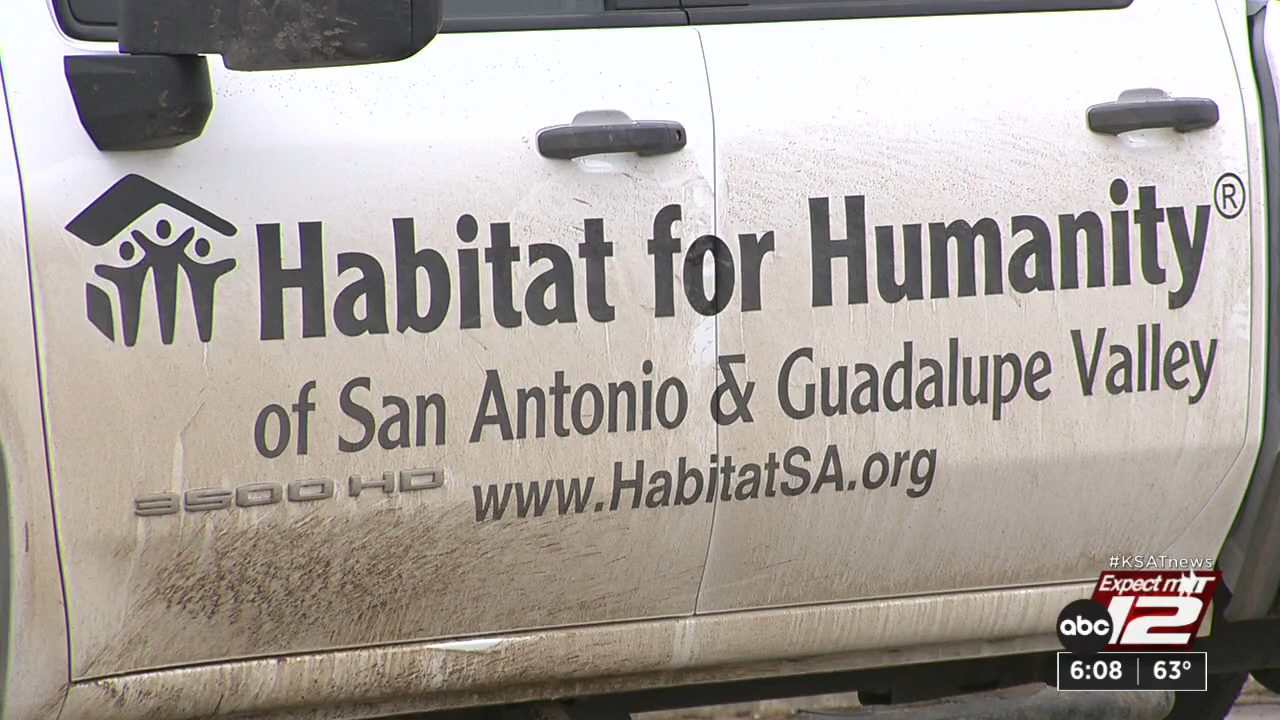 Habitat for Humanity®
of San Antonio & Guadalupe Valley
3500 HD
www.HabitatSA.org
#KSATnews
Expect
12
abc
6:08 63°